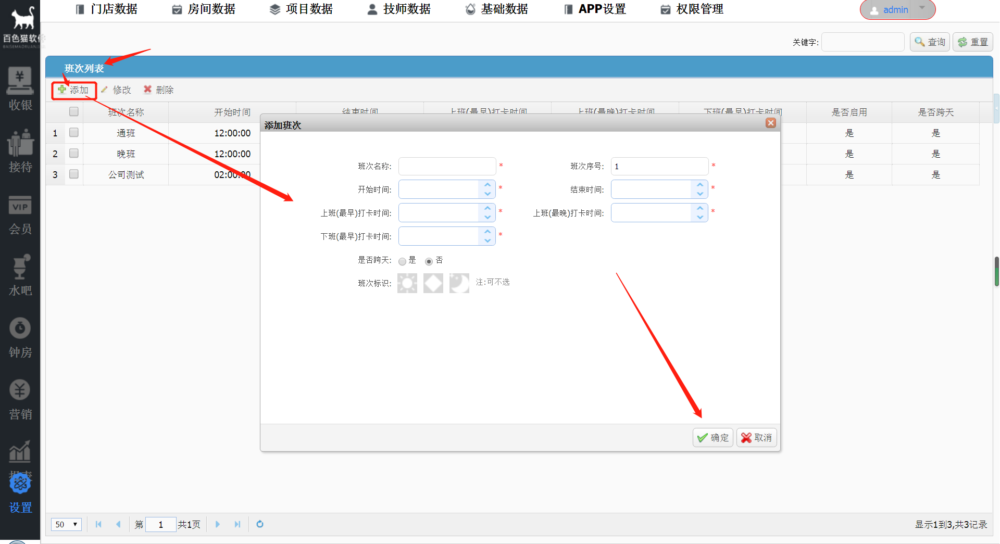 门店数据 房间数据 项目数据 技师数据 基础数据 APP设置 权限管理 admin
百色猫软件
BAISEMAORUANJIAN
收银
接待
VIP
会员
水吧
钟房
营销
报表
设置
关键字: 查询 重置
班次列表
添加 修改 删除
班次名称 开始时间 结束时间 上班(最早)打卡时间 上班(最晚)打卡时间 下班(最早)打卡时间 是否启用 是否跨天
1 通班 12:00:00 是 是
2 晚班 12:00:00 是 是
3 公司测试 02:00:00 是 是
添加班次
班次名称: * 班次序号: 1 *
开始时间: * 结束时间: *
上班(最早)打卡时间: * 上班(最晚)打卡时间: *
下班(最早)打卡时间: *
是否跨天: 是 否
班次标识: 注:可不选
确定 取消
50 第 1 共1页 显示1到3,共3记录